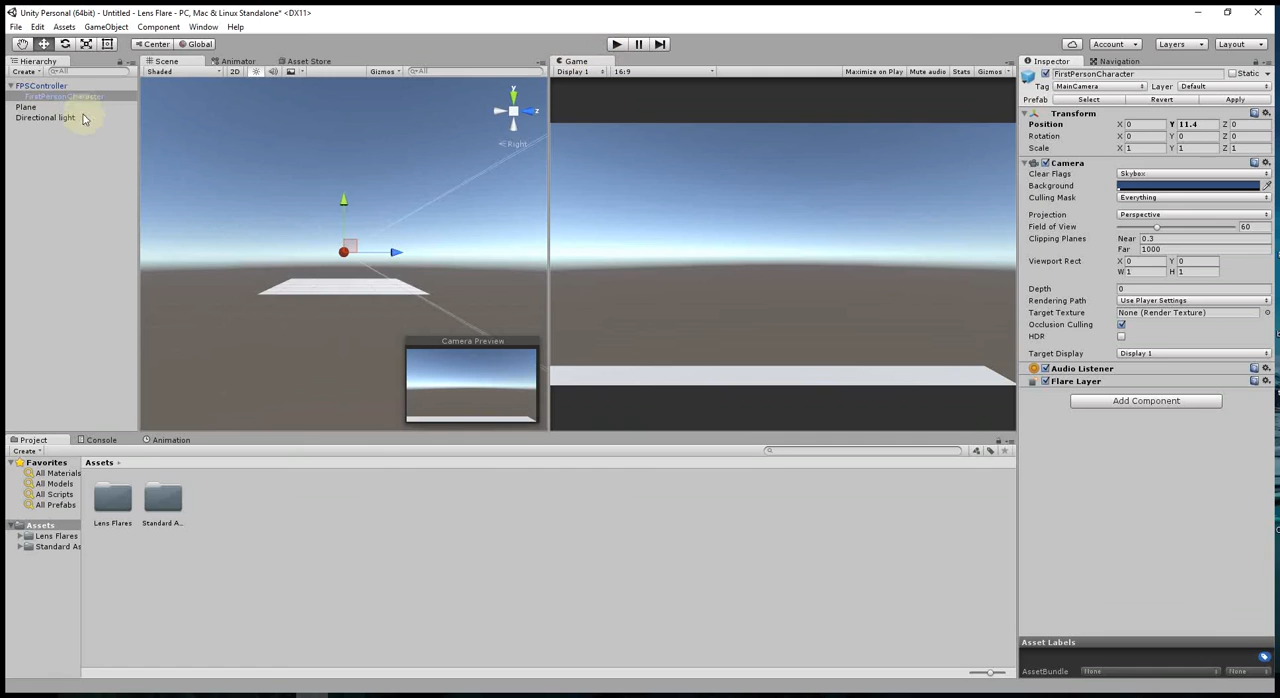 Unity Personal (64bit) - Untitled - Lens Flare - PC, Mac & Linux Standalone* <DX11>
File Edit Assets GameObject Component Window Help
Center Global Account Layers Layout
Hierarchy
Create All
FPSController
FirstPersonCharacter
Plane
Directional light
Scene Animator Asset Store
Shaded 2D Gizmos All
y
z
Right
Camera Preview
Game
Display 1 16:9 Maximize on Play Mute audio Stats Gizmos
Inspector Navigation
FirstPersonCharacter Static
Tag MainCamera Layer Default
Prefab Select Revert Apply
Transform
Position X 0 Y 11.4 Z 0
Rotation X 0 Y 0 Z 0
Scale X 1 Y 1 Z 1
Camera
Clear Flags Skybox
Background
Culling Mask Everything
Projection Perspective
Field of View 60
Clipping Planes Near 0.3
Far 1000
Viewport Rect X 0 Y 0
W 1 H 1
Depth 0
Rendering Path Use Player Settings
Target Texture None (Render Texture)
Occlusion Culling
HDR
Target Display Display 1
Audio Listener
Flare Layer
Add Component
Project Console Animation
Create
Favorites
All Materials
All Models
All Scripts
All Prefabs
Assets
Lens Flares
Standard As
Assets
Lens Flares Standard A...
Asset Labels
AssetBundle None None